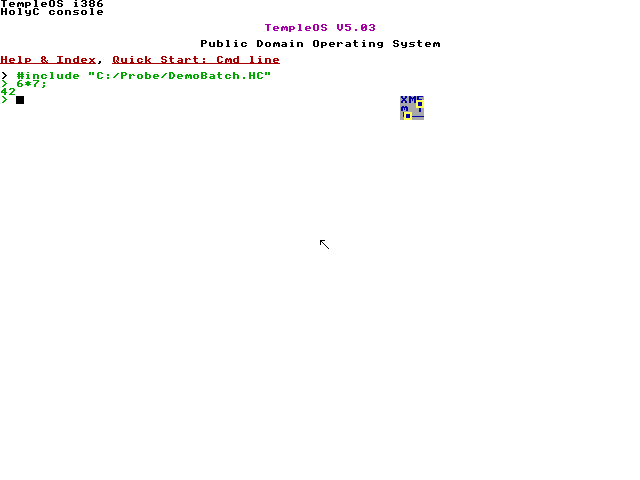 TempleOS i386
HolyC console
TempleOS V5.03
Public Domain Operating System
Help & Index, Quick Start: Cmd line
> #include "C:/Probe/DemoBatch.HC"
> 6*7;
42
>